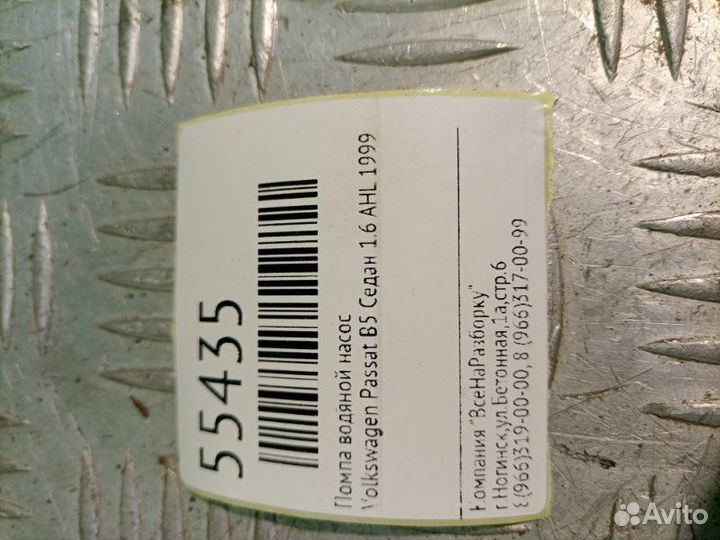 55435
Помпа водяной насос
Volkswagen Passat B5 Седан 1.6 AHL 1999
Компания "ВсеНаРазборку"
г.Ногинск,ул.Бетонная,1а,стр.6
8(966)319-00-00, 8 (966)317-00-99
Avito